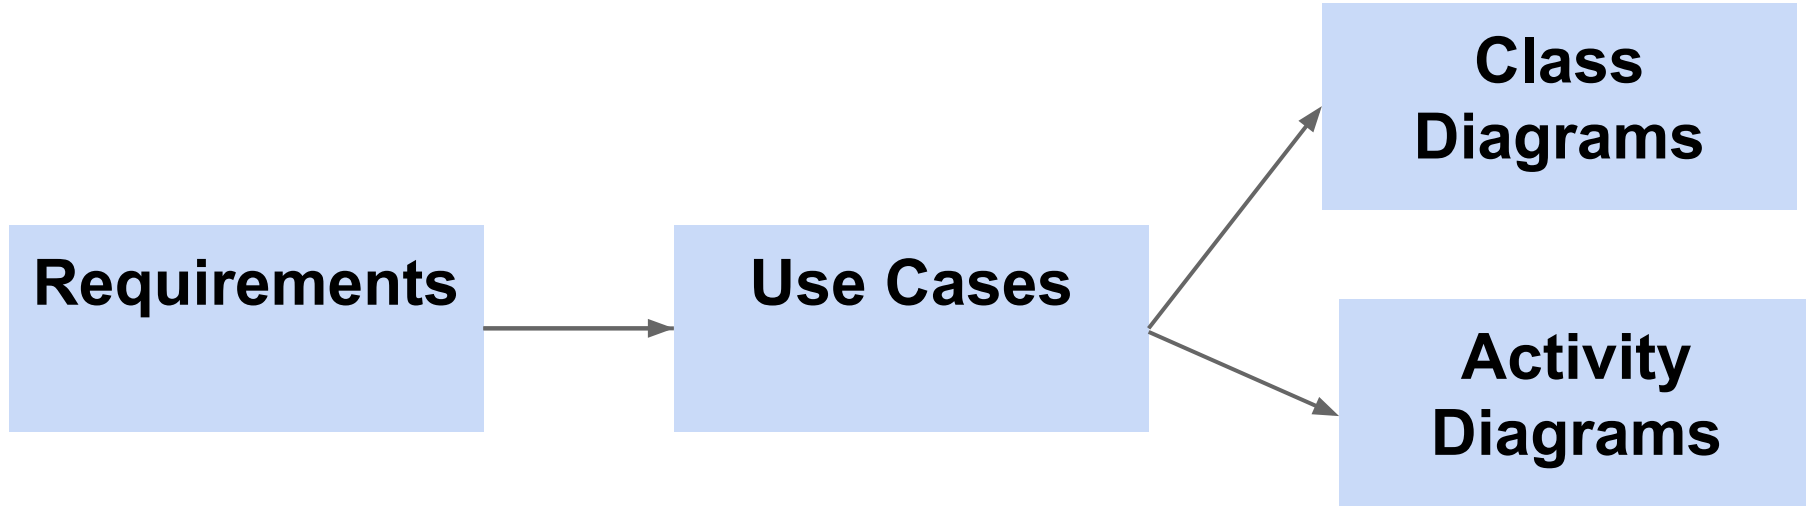 Requirements
Use Cases
Class
Diagrams
Activity
Diagrams